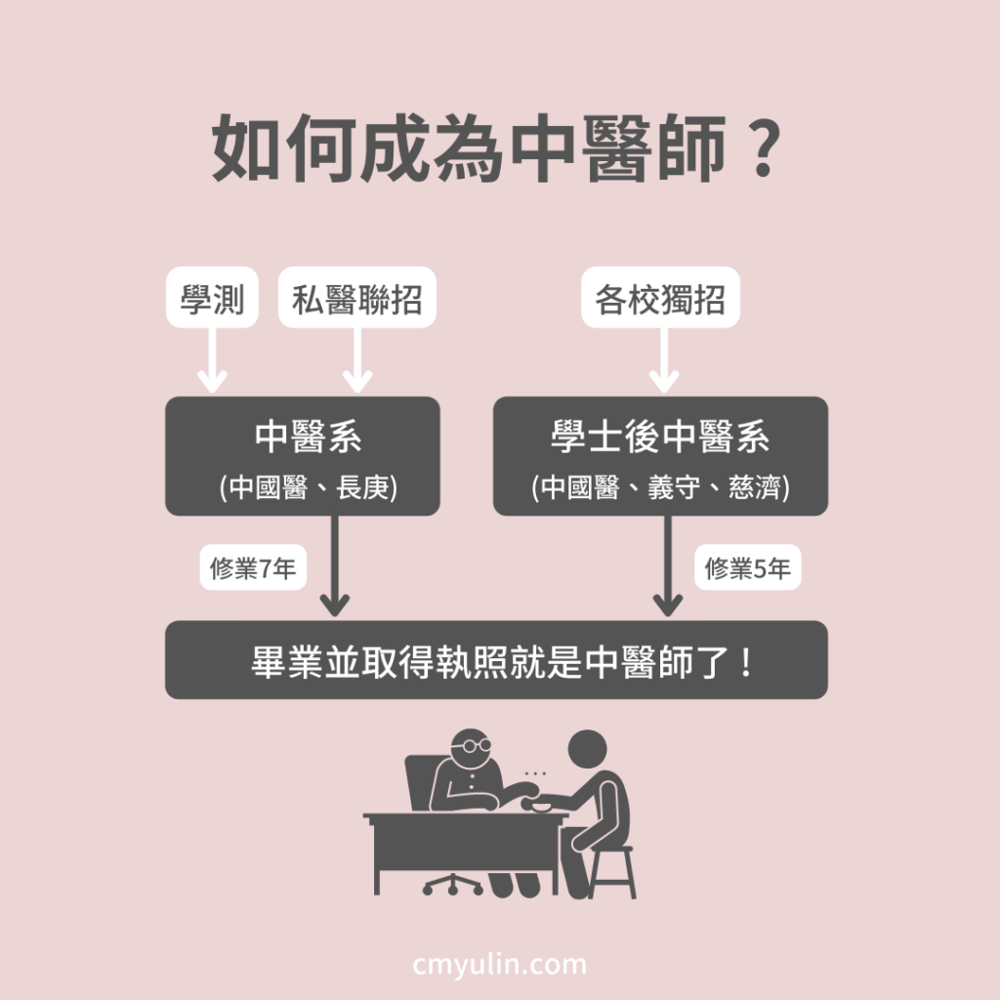 如何成為中醫師？
學測
私醫聯招
各校獨招
中醫系
(中國醫、長庚)
學士後中醫系
(中國醫、義守、慈濟)
修業7年
修業5年
畢業並取得執照就是中醫師了！
...
cmyulin.com